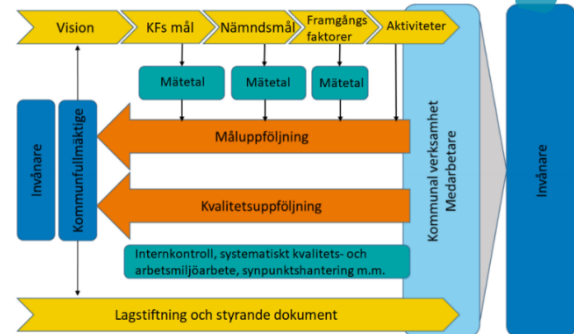 Vision
KFs mål
Nämndsmål
Framgångs
faktorer
Aktiviteter
Mätetal
Mätetal
Mätetal
Måluppföljning
Kvalitetsuppföljning
Internkontroll, systematiskt kvalitets- och
arbetsmiljöarbete, synpunktshantering m.m.
Lagstiftning och styrande dokument
Invånare
Kommunfullmäktige
Kommunal verksamhet
Medarbetare
Invånare